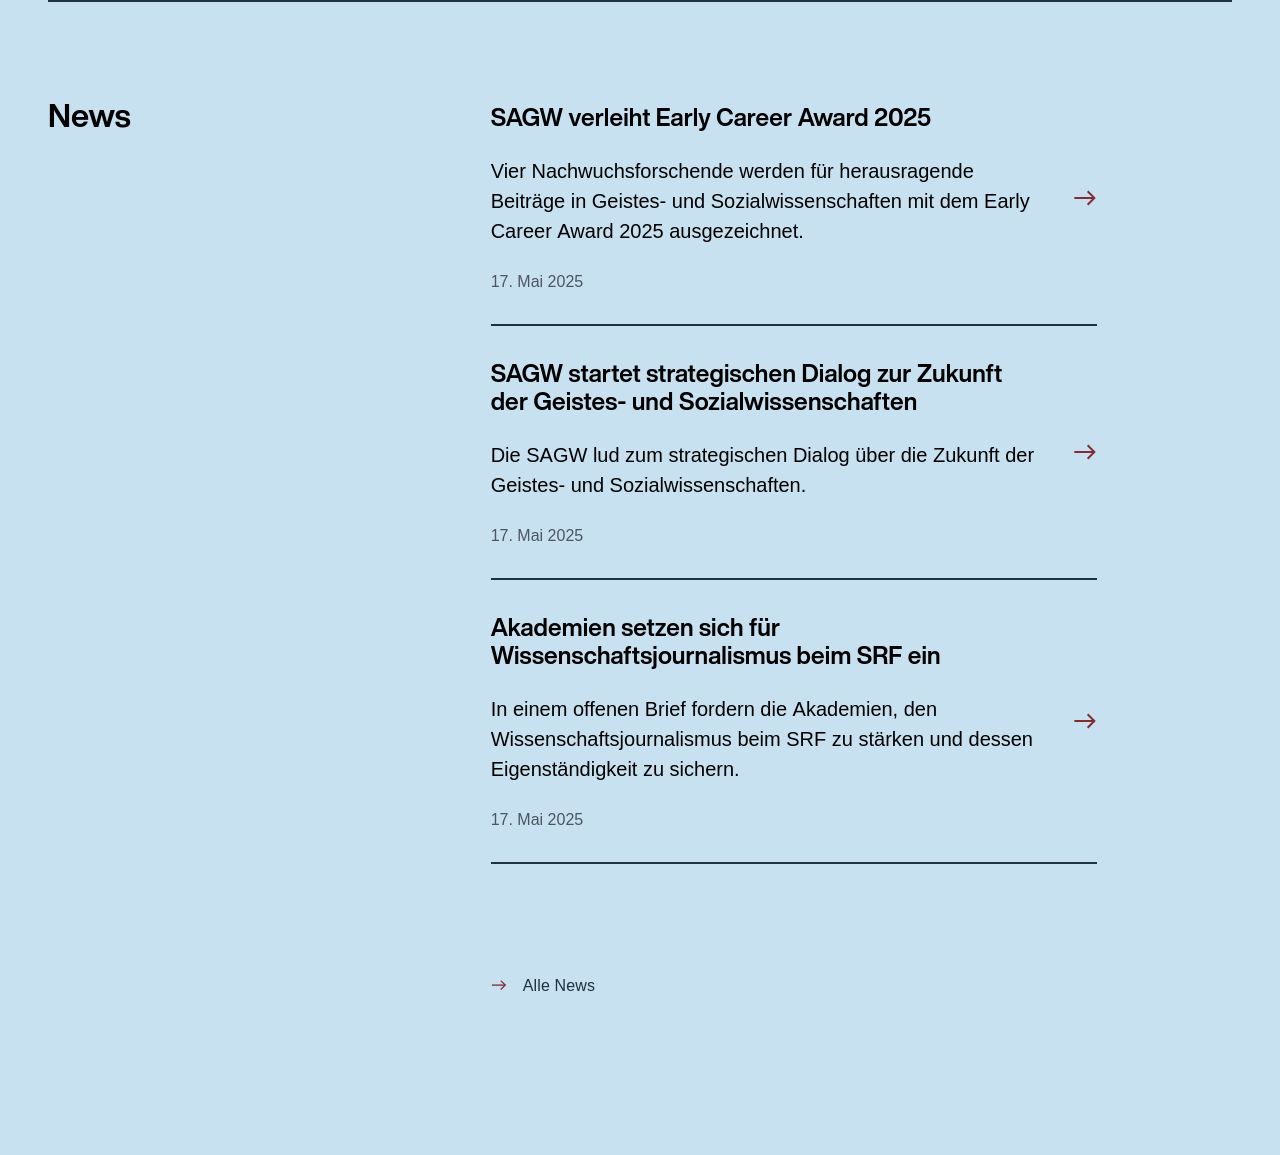 News
SAGW verleiht Early Career Award 2025
Vier Nachwuchsforschende werden für herausragende
Beiträge in Geistes- und Sozialwissenschaften mit dem Early
Career Award 2025 ausgezeichnet.
17. Mai 2025
SAGW startet strategischen Dialog zur Zukunft
der Geistes- und Sozialwissenschaften
Die SAGW lud zum strategischen Dialog über die Zukunft der
Geistes- und Sozialwissenschaften.
17. Mai 2025
Akademien setzen sich für
Wissenschaftsjournalismus beim SRF ein
In einem offenen Brief fordern die Akademien, den
Wissenschaftsjournalismus beim SRF zu stärken und dessen
Eigenständigkeit zu sichern.
17. Mai 2025
Alle News